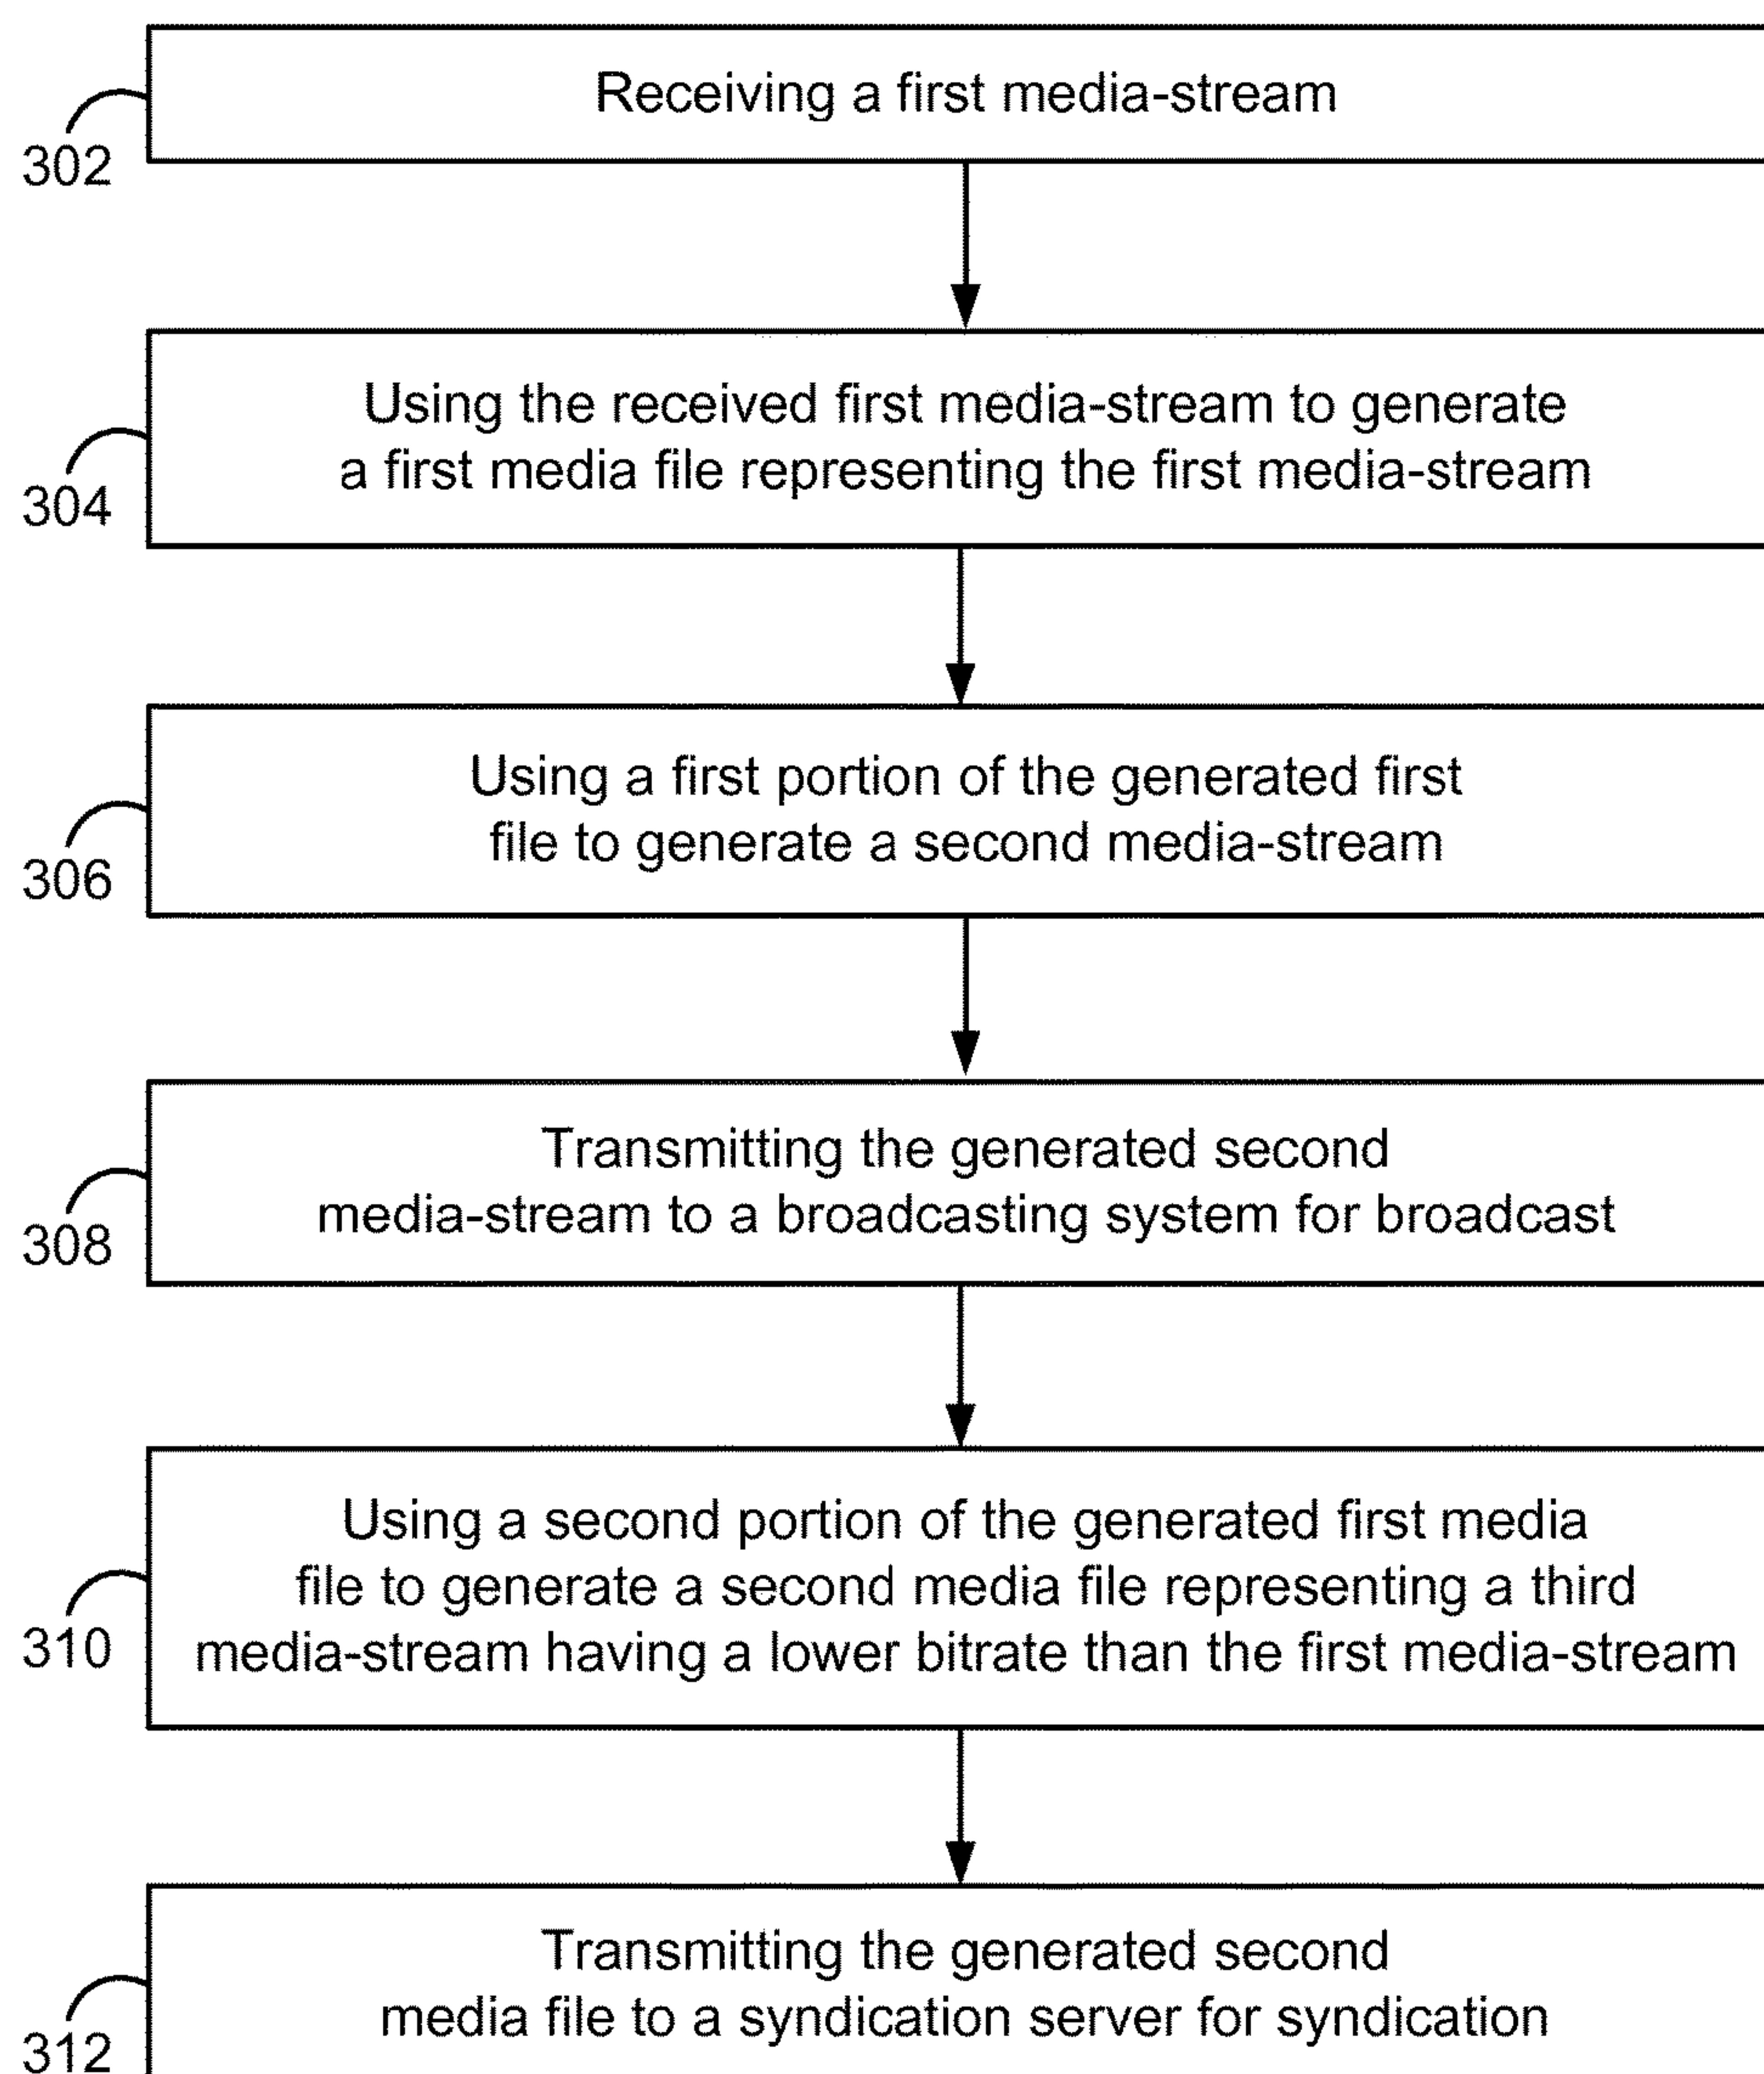 Receiving a first media-stream
302
Using the received first media-stream to generate
a first media file representing the first media-stream
304
Using a first portion of the generated first
file to generate a second media-stream
306
Transmitting the generated second
media-stream to a broadcasting system for broadcast
308
Using a second portion of the generated first media
file to generate a second media file representing a third
media-stream having a lower bitrate than the first media-stream
310
Transmitting the generated second
media file to a syndication server for syndication
312